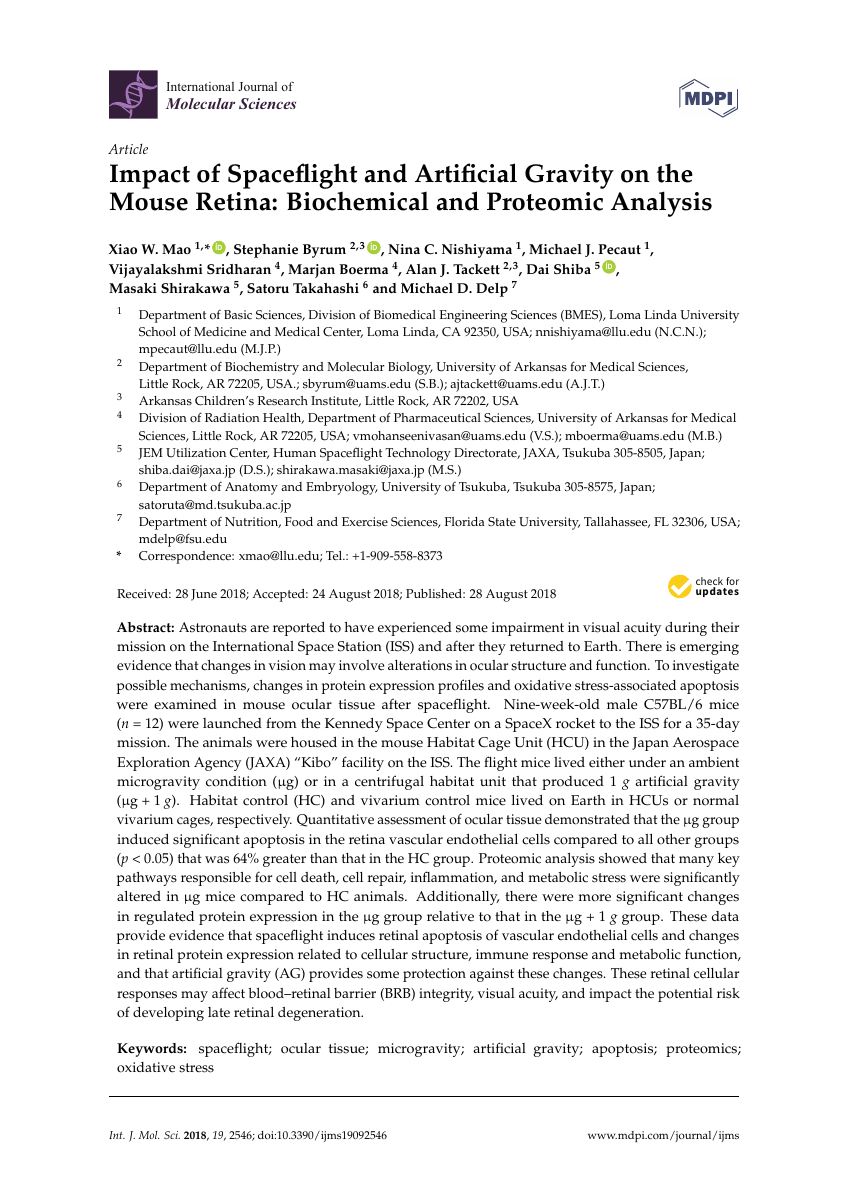 International Journal of
Molecular Sciences
MDPI
Article
Impact of Spaceflight and Artificial Gravity on the
Mouse Retina: Biochemical and Proteomic Analysis
Xiao W. Mao 1,* iD, Stephanie Byrum 2,3 iD, Nina C. Nishiyama 1, Michael J. Pecaut 1,
Vijayalakshmi Sridharan 4, Marjan Boerma 4, Alan J. Tackett 2,3, Dai Shiba 5 iD,
Masaki Shirakawa 5, Satoru Takahashi 6 and Michael D. Delp 7
1 Department of Basic Sciences, Division of Biomedical Engineering Sciences (BMES), Loma Linda University
School of Medicine and Medical Center, Loma Linda, CA 92350, USA; nnishiyama@llu.edu (N.C.N.);
mpecaut@llu.edu (M.J.P.)
2 Department of Biochemistry and Molecular Biology, University of Arkansas for Medical Sciences,
Little Rock, AR 72205, USA.; sbyrum@uams.edu (S.B.); ajtackett@uams.edu (A.J.T.)
3 Arkansas Children's Research Institute, Little Rock, AR 72202, USA
4 Division of Radiation Health, Department of Pharmaceutical Sciences, University of Arkansas for Medical
Sciences, Little Rock, AR 72205, USA; vmohanseenivasan@uams.edu (V.S.); mboerma@uams.edu (M.B.)
5 JEM Utilization Center, Human Spaceflight Technology Directorate, JAXA, Tsukuba 305-8505, Japan;
shiba.dai@jaxa.jp (D.S.); shirakawa.masaki@jaxa.jp (M.S.)
6 Department of Anatomy and Embryology, University of Tsukuba, Tsukuba 305-8575, Japan;
satoruta@md.tsukuba.ac.jp
7 Department of Nutrition, Food and Exercise Sciences, Florida State University, Tallahassee, FL 32306, USA;
mdelp@fsu.edu
* Correspondence: xmao@llu.edu; Tel.: +1-909-558-8373
Received: 28 June 2018; Accepted: 24 August 2018; Published: 28 August 2018
check for
updates
Abstract: Astronauts are reported to have experienced some impairment in visual acuity during their
mission on the International Space Station (ISS) and after they returned to Earth. There is emerging
evidence that changes in vision may involve alterations in ocular structure and function. To investigate
possible mechanisms, changes in protein expression profiles and oxidative stress-associated apoptosis
were examined in mouse ocular tissue after spaceflight. Nine-week-old male C57BL/6 mice
(n = 12) were launched from the Kennedy Space Center on a SpaceX rocket to the ISS for a 35-day
mission. The animals were housed in the mouse Habitat Cage Unit (HCU) in the Japan Aerospace
Exploration Agency (JAXA) “Kibo” facility on the ISS. The flight mice lived either under an ambient
microgravity condition (µg) or in a centrifugal habitat unit that produced 1 g artificial gravity
(µg + 1 g). Habitat control (HC) and vivarium control mice lived on Earth in HCUs or normal
vivarium cages, respectively. Quantitative assessment of ocular tissue demonstrated that the µg group
induced significant apoptosis in the retina vascular endothelial cells compared to all other groups
(p < 0.05) that was 64% greater than that in the HC group. Proteomic analysis showed that many key
pathways responsible for cell death, cell repair, inflammation, and metabolic stress were significantly
altered in µg mice compared to HC animals. Additionally, there were more significant changes
in regulated protein expression in the µg group relative to that in the µg + 1 g group. These data
provide evidence that spaceflight induces retinal apoptosis of vascular endothelial cells and changes
in retinal protein expression related to cellular structure, immune response and metabolic function,
and that artificial gravity (AG) provides some protection against these changes. These retinal cellular
responses may affect blood–retinal barrier (BRB) integrity, visual acuity, and impact the potential risk
of developing late retinal degeneration.
Keywords: spaceflight; ocular tissue; microgravity; artificial gravity; apoptosis; proteomics;
oxidative stress
Int. J. Mol. Sci. 2018, 19, 2546; doi:10.3390/ijms19092546
www.mdpi.com/journal/ijms